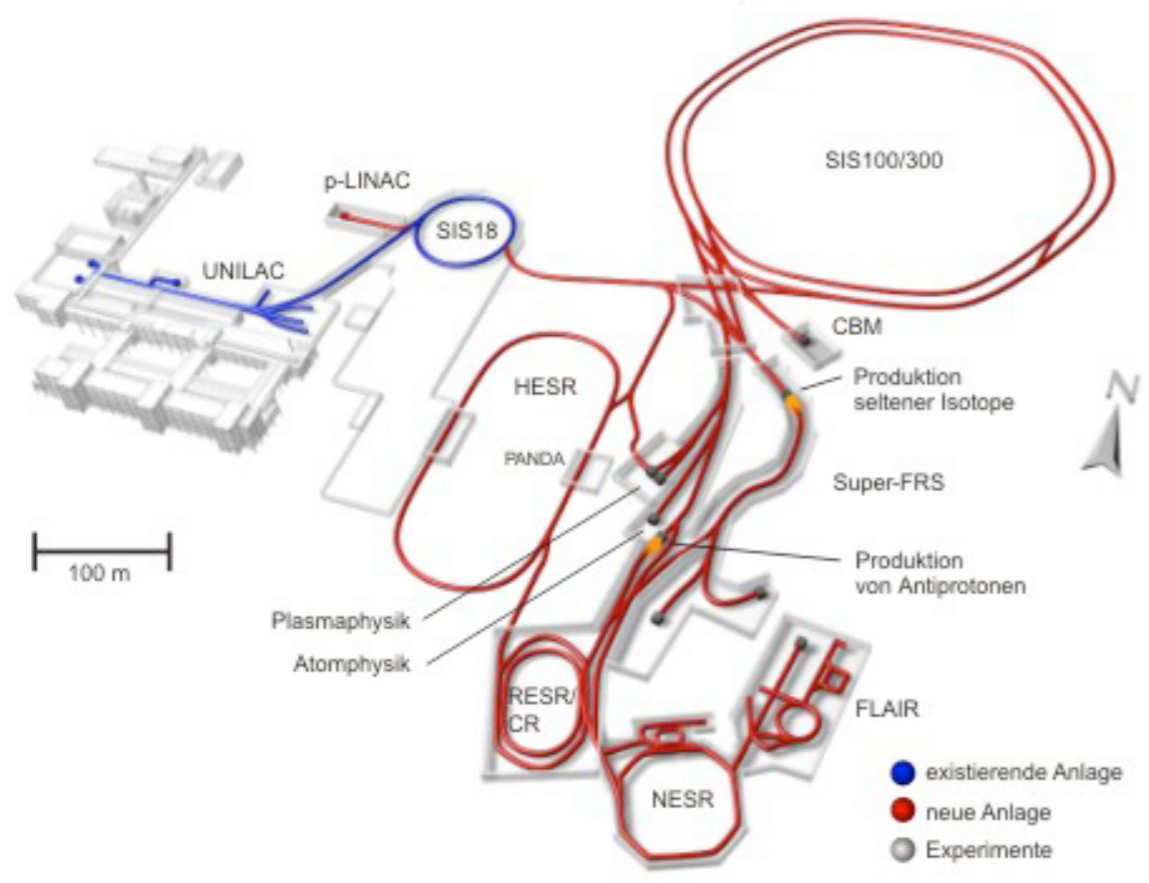 SIS100/300
p-LINAC
SIS18
UNILAC
N
CBM
Produktion
seltener Isotope
HESR
PANDA
Super-FRS
100 m
Produktion
von Antiprotonen
Plasmaphysik
Atomphysik
RESR/
CR
FLAIR
NESR
existierende Anlage
neue Anlage
Experimente